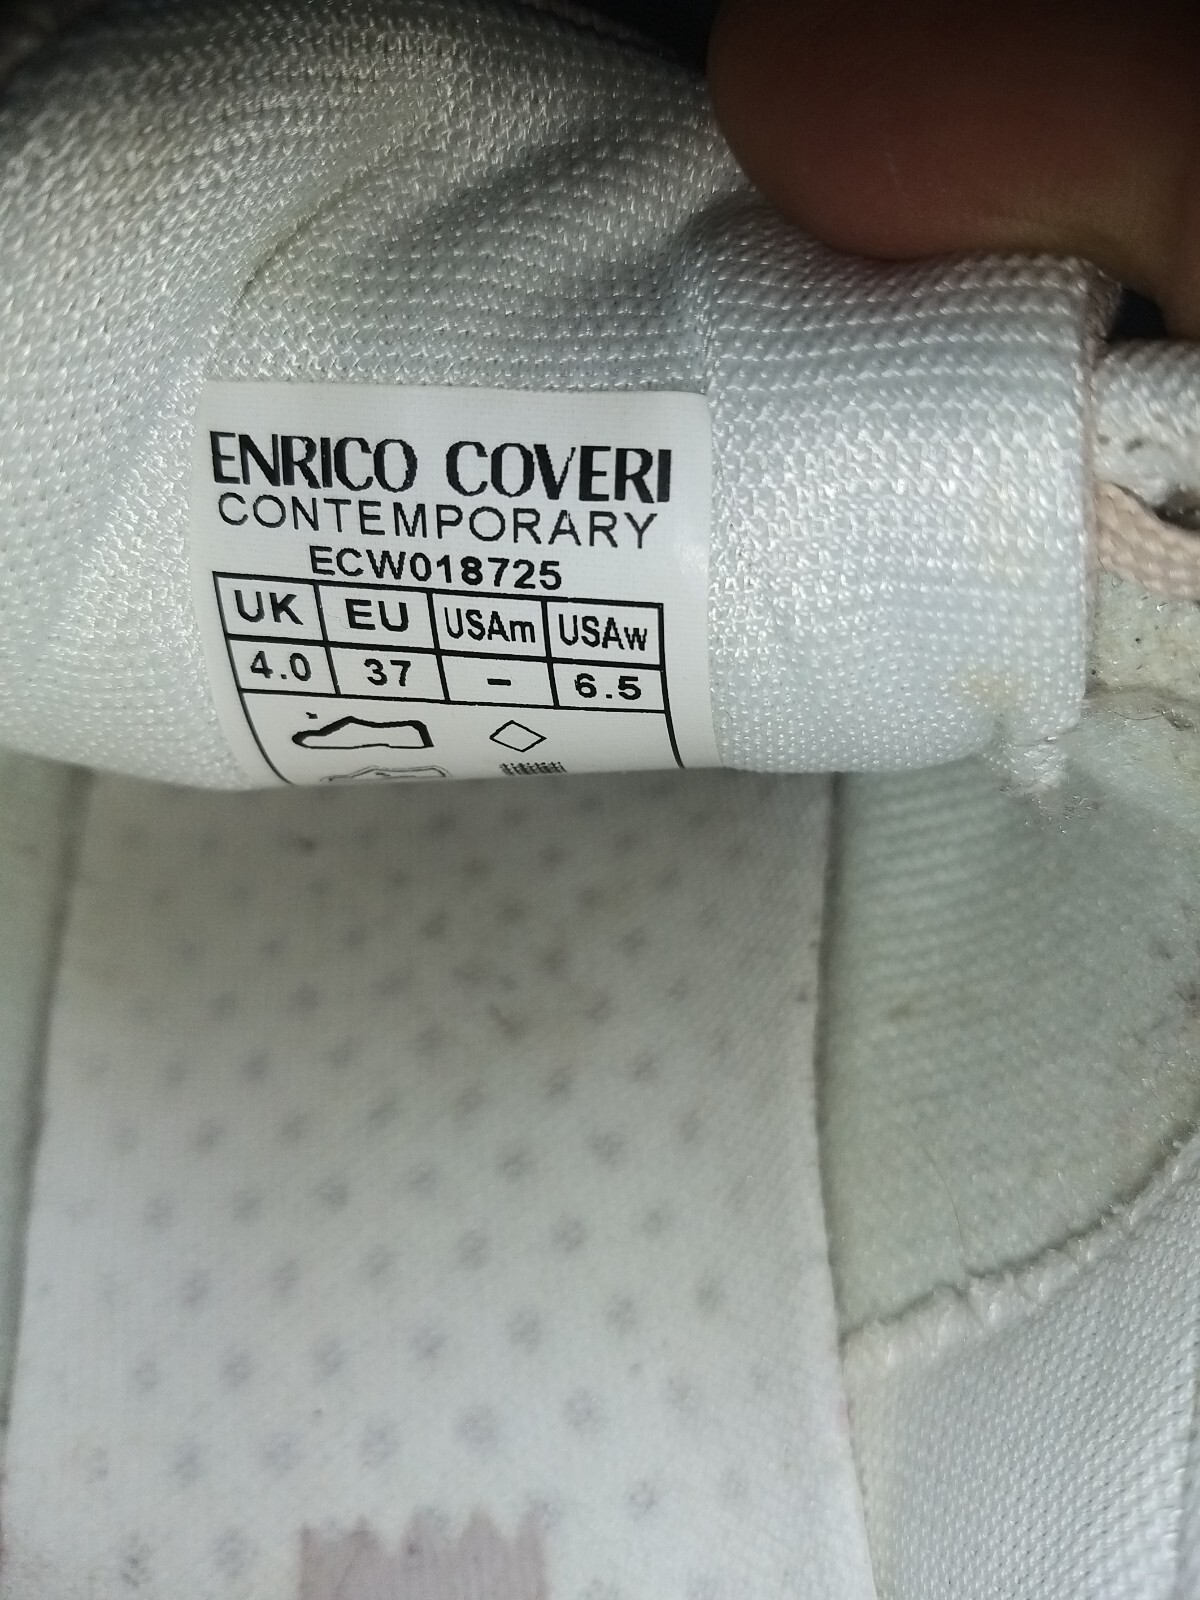 ENRICO COVERI
CONTEMPORARY
ECW018725
UK EU USAm USAw
4.0 37 – 6.5